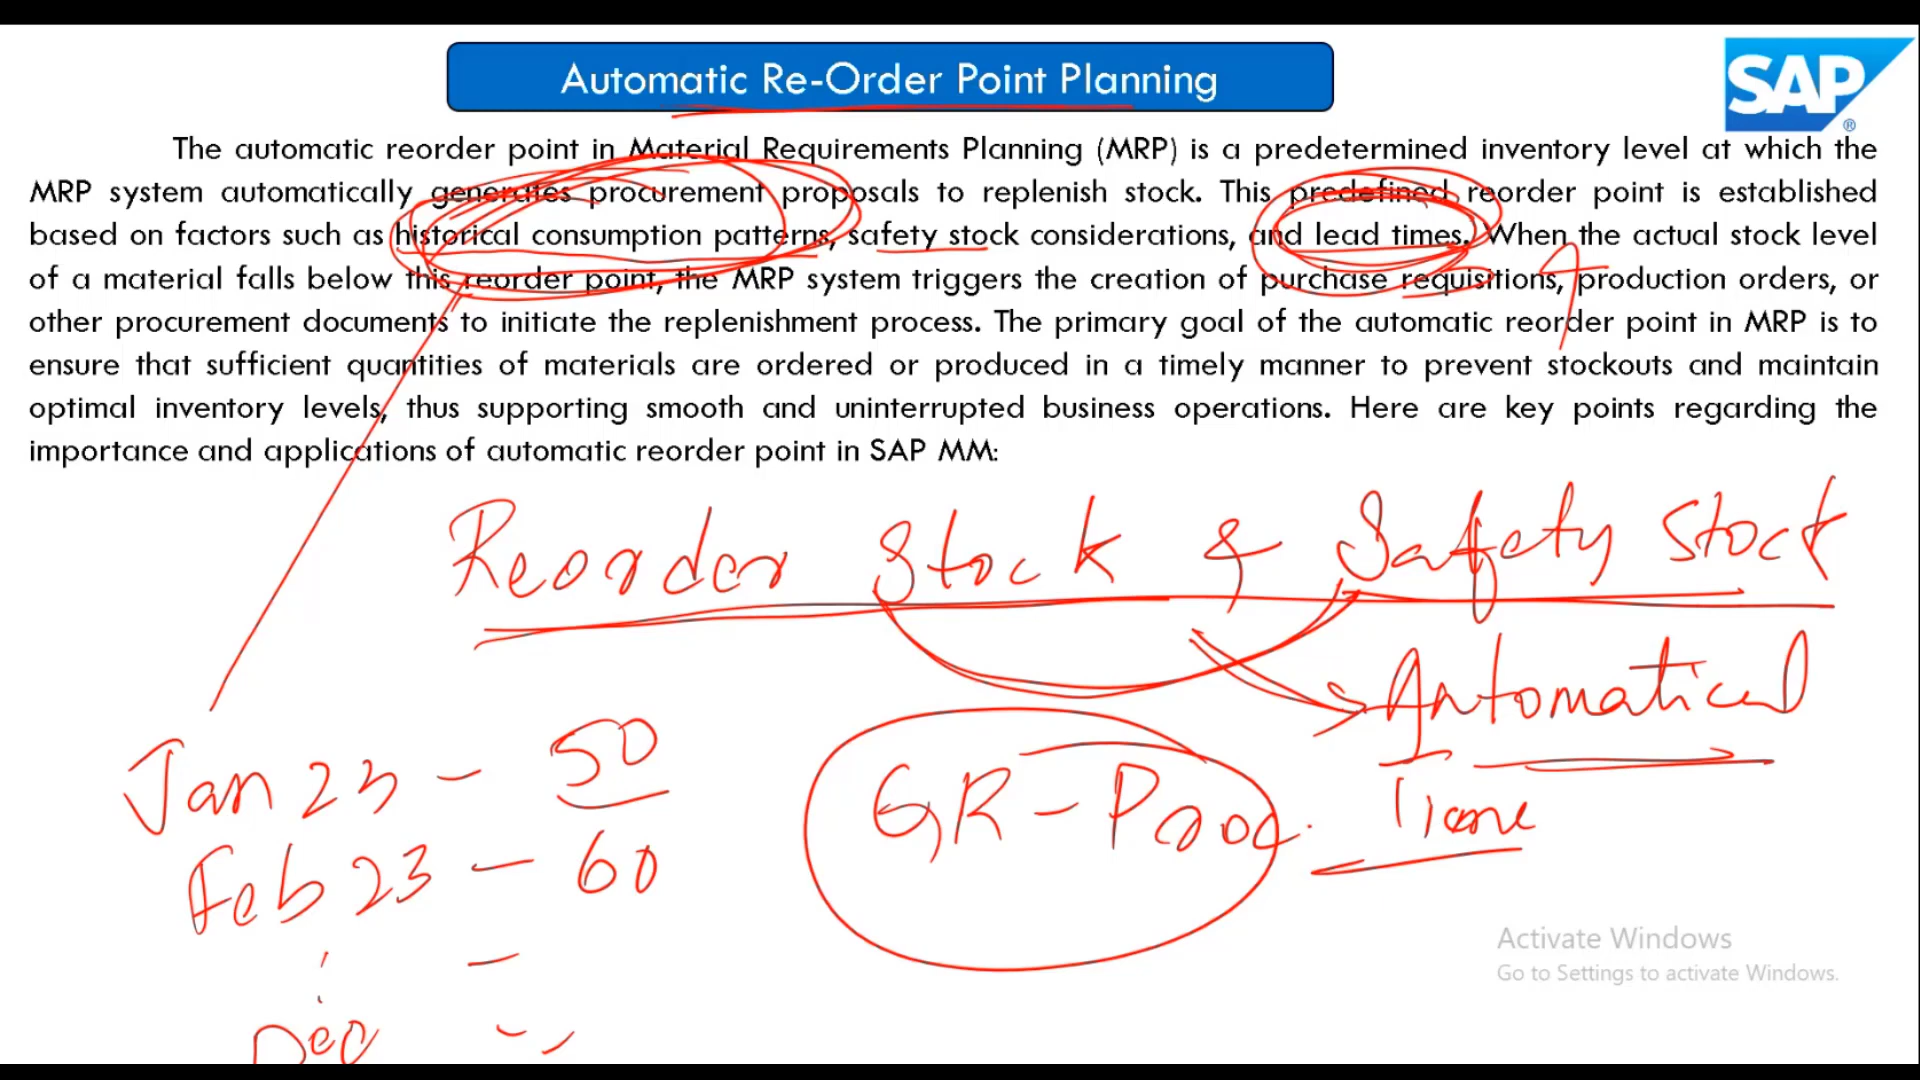 Automatic Re-Order Point Planning
SAP
®
The automatic reorder point in Material Requirements Planning (MRP) is a predetermined inventory level at which the
MRP system automatically generates procurement proposals to replenish stock. This predefined reorder point is established
based on factors such as historical consumption patterns, safety stock considerations, and lead times. When the actual stock level
of a material falls below this reorder point, the MRP system triggers the creation of purchase requisitions, production orders, or
other procurement documents to initiate the replenishment process. The primary goal of the automatic reorder point in MRP is to
ensure that sufficient quantities of materials are ordered or produced in a timely manner to prevent stockouts and maintain
optimal inventory levels, thus supporting smooth and uninterrupted business operations. Here are key points regarding the
importance and applications of automatic reorder point in SAP MM:
Reorder Stock & Safety Stock
Automatical
Jan 23 - 50
GR - Proc. Time
Feb 23 - 60
Dec
Activate Windows
Go to Settings to activate Windows.